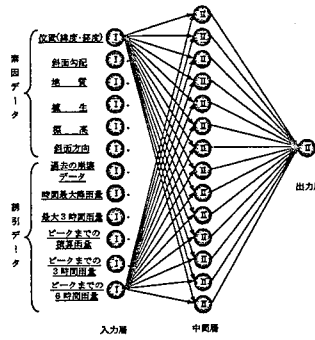 素因データ
位置(緯度・経度)
斜面勾配
地 質
植 生
標 高
斜面方向
誘引データ
過去の崩壊
データ
時間最大降雨量
最大3時間雨量
ピークまでの
積算雨量
ピークまでの
3時間雨量
ピークまでの
6時間雨量
入力層
中間層
出力層